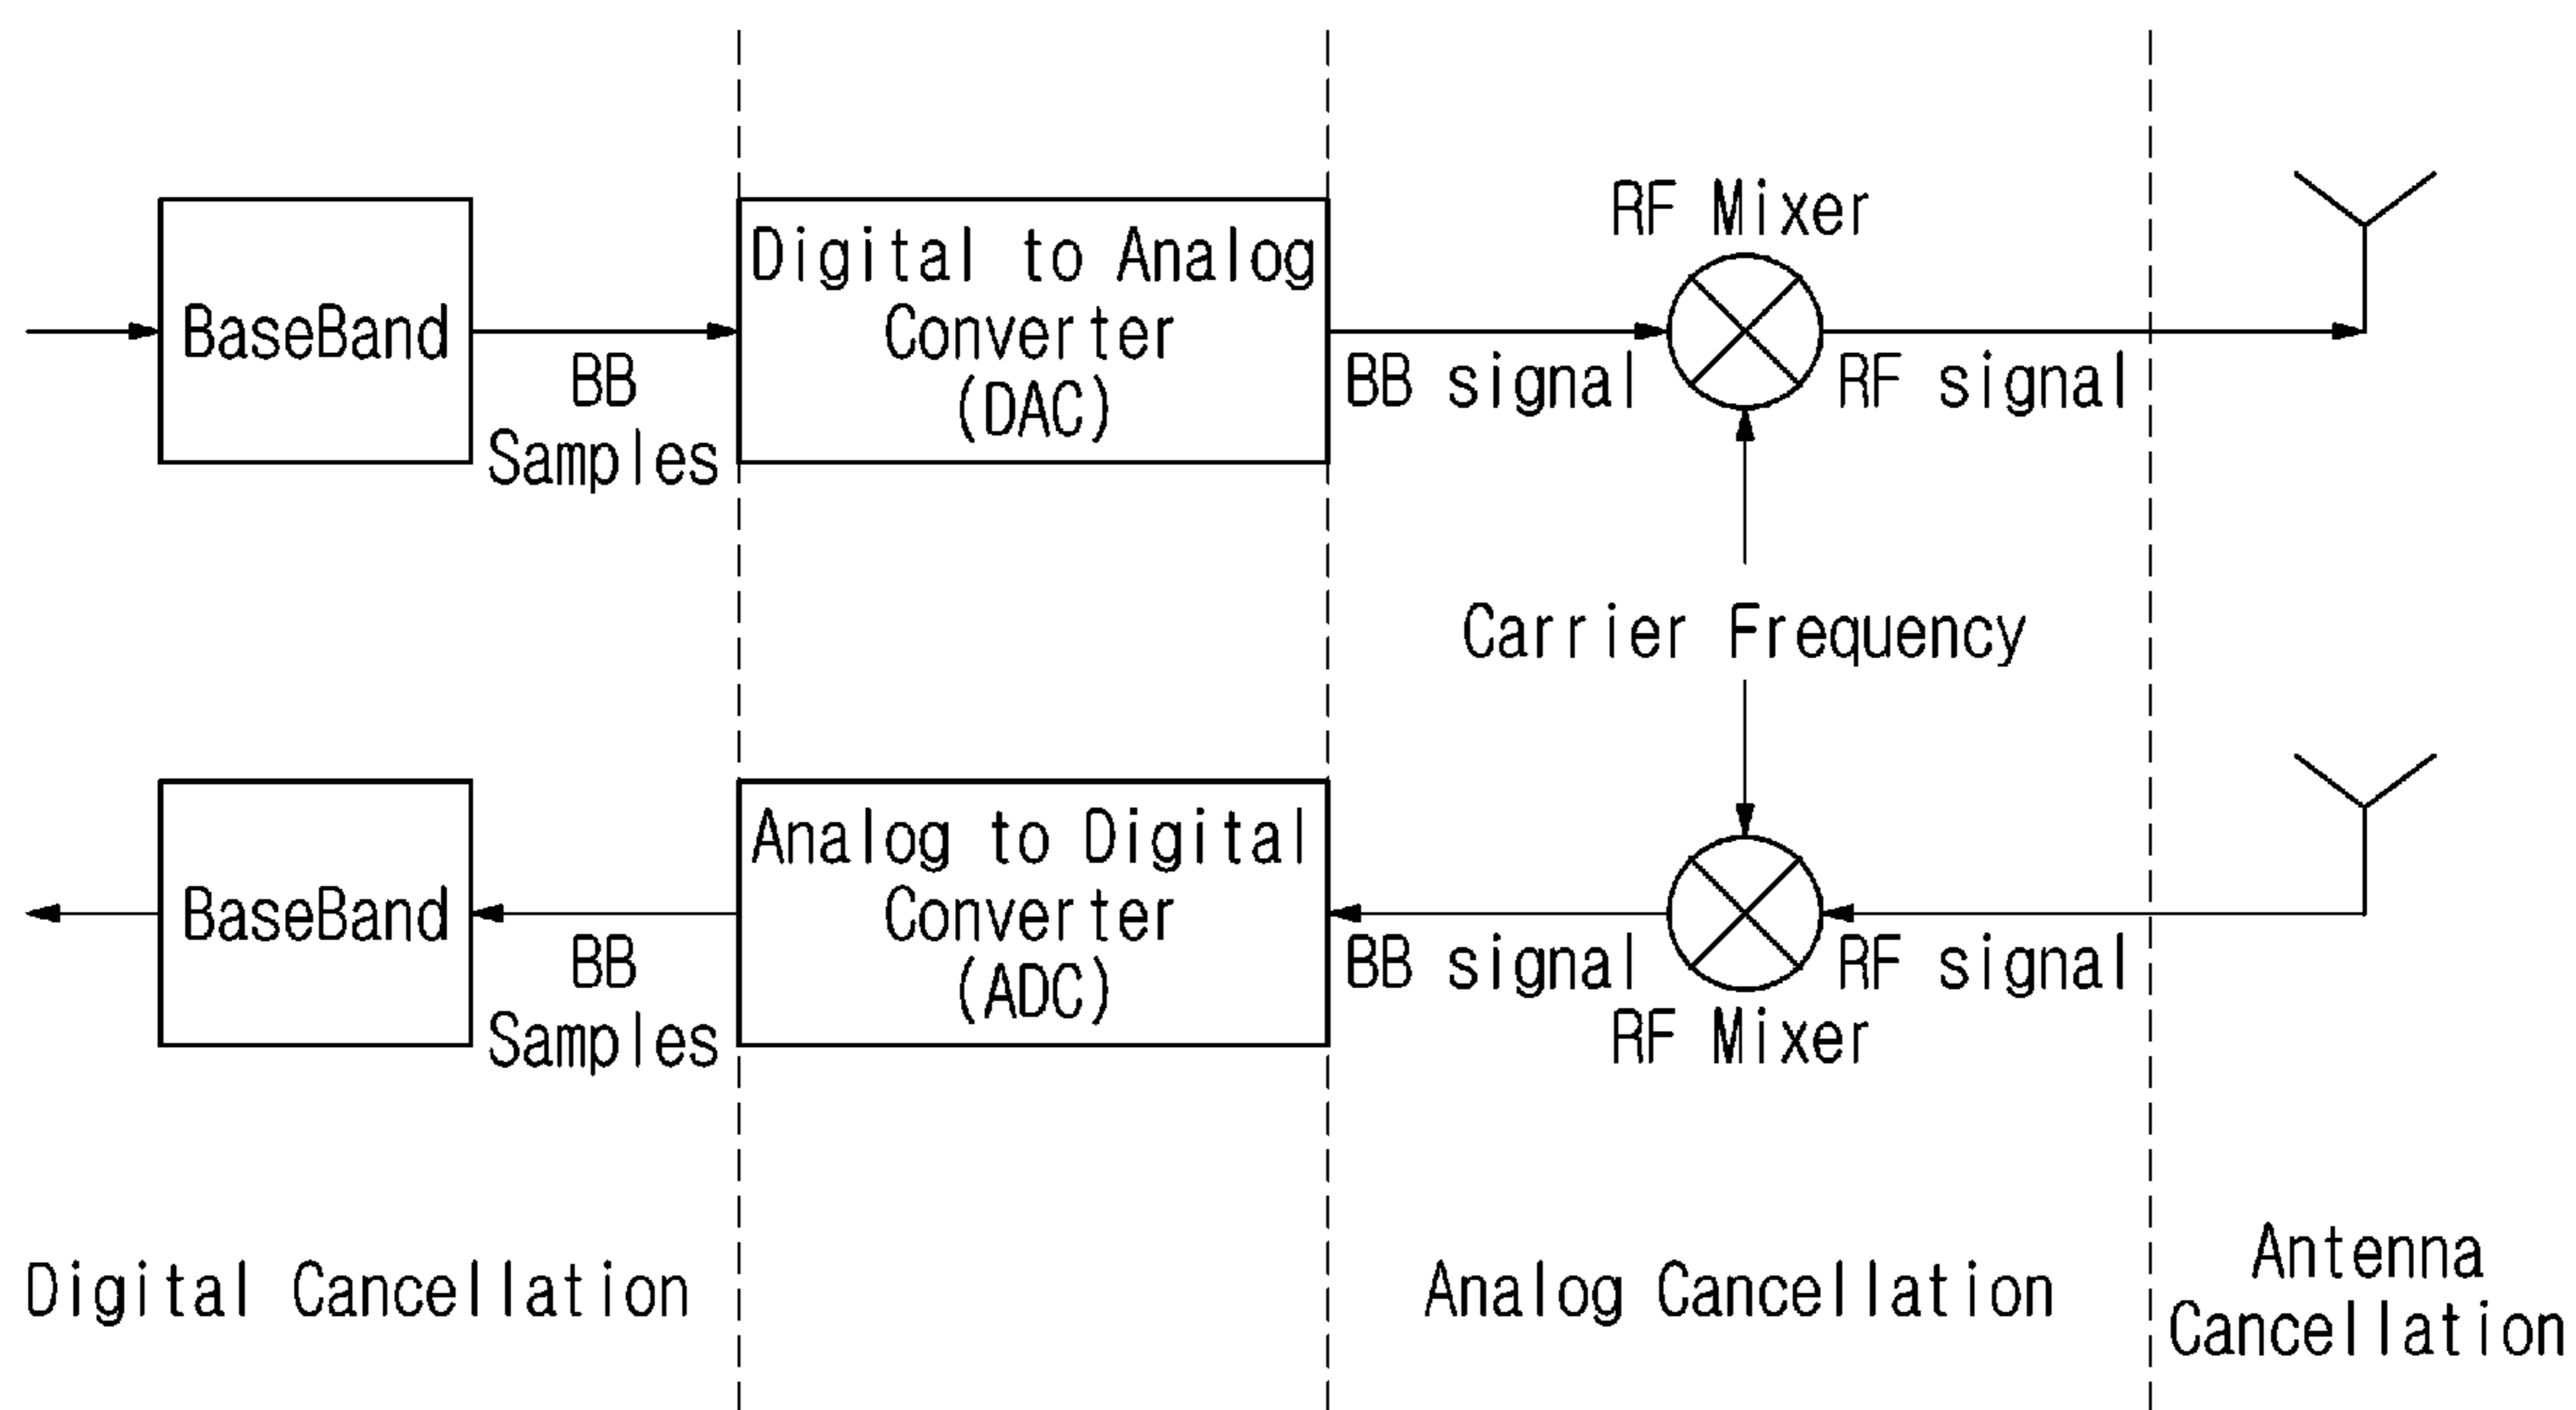 RF Mixer
BaseBand
BB
Samples
Digital to Analog
Converter
(DAC)
BB signal
RF signal
Carrier Frequency
BaseBand
BB
Samples
Analog to Digital
Converter
(ADC)
BB signal
RF signal
RF Mixer
Digital Cancellation
Analog Cancellation
Antenna
Cancellation